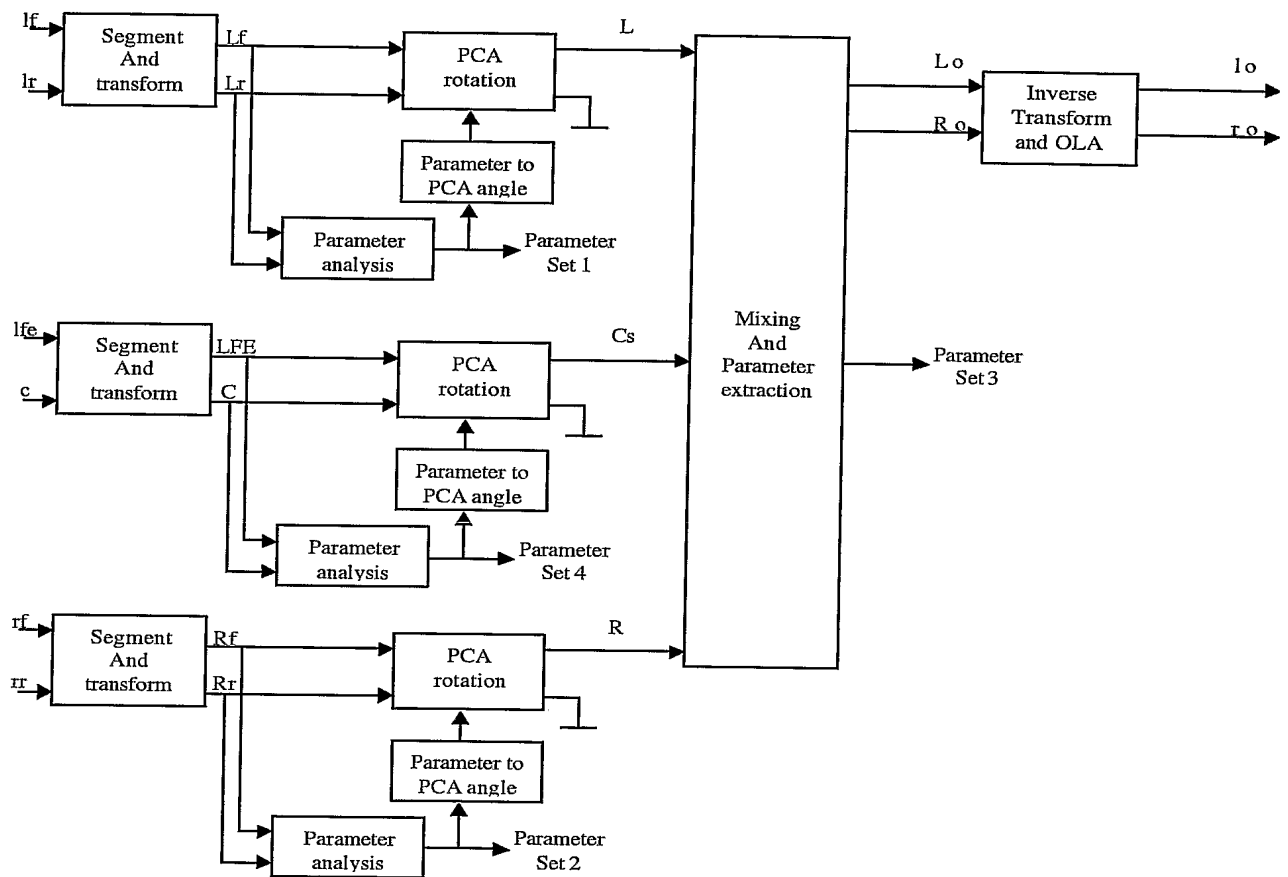 lf
lr
Segment
And
transform
Lf
Lr
PCA
rotation
L
Parameter to
PCA angle
Parameter
analysis
Parameter
Set 1
lfe
c
Segment
And
transform
LFE
C
PCA
rotation
Cs
Parameter to
PCA angle
Parameter
analysis
Parameter
Set 4
rf
rr
Segment
And
transform
Rf
Rr
PCA
rotation
R
Parameter to
PCA angle
Parameter
analysis
Parameter
Set 2
Mixing
And
Parameter
extraction
Lo
Ro
Parameter
Set 3
Inverse
Transform
and OLA
lo
ro